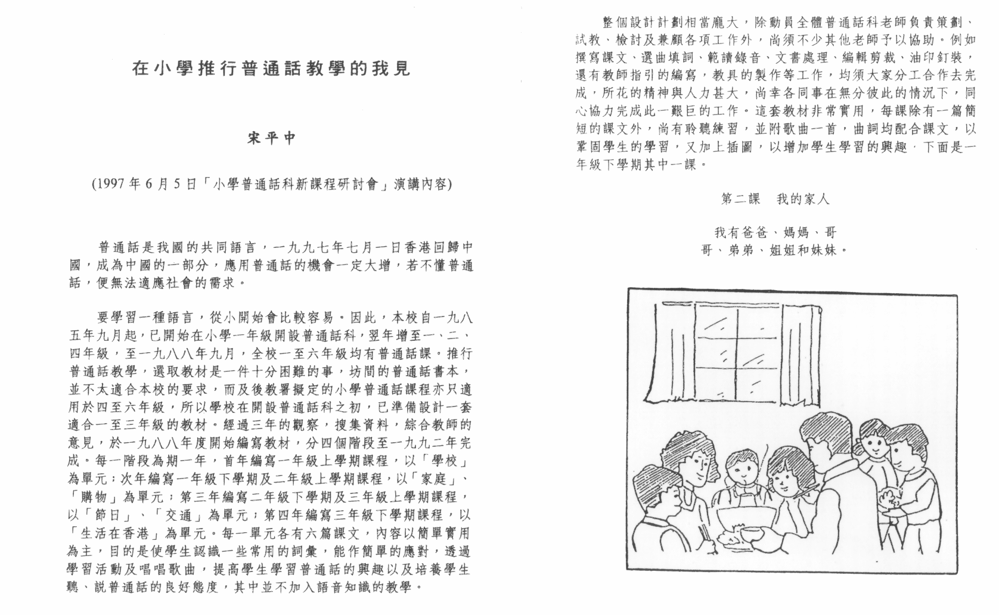 在小學推行普通話教學的我見
宋平中
(1997 年 6 月 5 日「小學普通話科新課程研討會」演講內容)
普通話是我國的共同語言，一九九七年七月一日香港回歸中
國，成為中國的一部分，應用普通話的機會一定大增，若不懂普通
話，便無法適應社會的需求。
要學習一種語言，從小開始會比較容易。因此，本校自一九八
五年九月起，已開始在小學一年級開設普通話科，翌年增至一、二、
四年級，至一九八八年九月，全校一至六年級均有普通話課。推行
普通話教學，選取教材是一件十分困難的事，坊間的普通話書本，
並不太適合本校的要求，而及後教署擬定的小學普通話課程亦只適
用於四至六年級，所以學校在開設普通話科之初，已準備設計一套
適合一至三年級的教材。經過三年的觀察，搜集資料，綜合教師的
意見，於一九八八年度開始編寫教材，分四個階段至一九九二年完
成。每一階段為期一年，首年編寫一年級上學期課程，以「學校」
為單元；次年編寫一年級下學期及二年級上學期課程，以「家庭」、
「購物」為單元；第三年編寫二年級下學期及三年級上學期課程，
以「節日」、「交通」為單元；第四年編寫三年級下學期課程，以
「生活在香港」為單元。每一單元各有六篇課文，內容以簡單實用
為主，目的是使學生認識一些常用的詞彙，能作簡單的應對，透過
學習活動及唱唱歌曲，提高學生學習普通話的興趣以及培養學生
聽、說普通話的良好態度，其中並不加入語音知識的教學。
整個設計計劃相當龐大，除動員全體普通話科老師負責策劃、
試教、檢討及兼顧各項工作外，尚須不少其他老師予以協助。例如
撰寫課文、選曲填詞、範讀錄音、文書處理、編輯剪裁、油印釘裝，
還有教師指引的編寫，教具的製作等工作，均須大家分工合作去完
成，所花的精神與人力甚大，尚幸各同事在無分彼此的情況下，同
心協力完成此一艱巨的工作。這套教材非常實用，每課除有一篇簡
短的課文外，尚有聆聽練習，並附歌曲一首，曲詞均配合課文，以
鞏固學生的學習，又加上插圖，以增加學生學習的興趣．下面是一
年級下學期其中一課。
第二課　我的家人
我有爸爸、媽媽、哥
哥、弟弟、姐姐和妹妹。